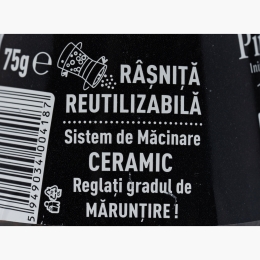 75g e
RÂȘNIȚĂ
REUTILIZABILĂ
Sistem de Măcinare
CERAMIC
Reglați gradul de
MĂRUNȚIRE !
5949034004187